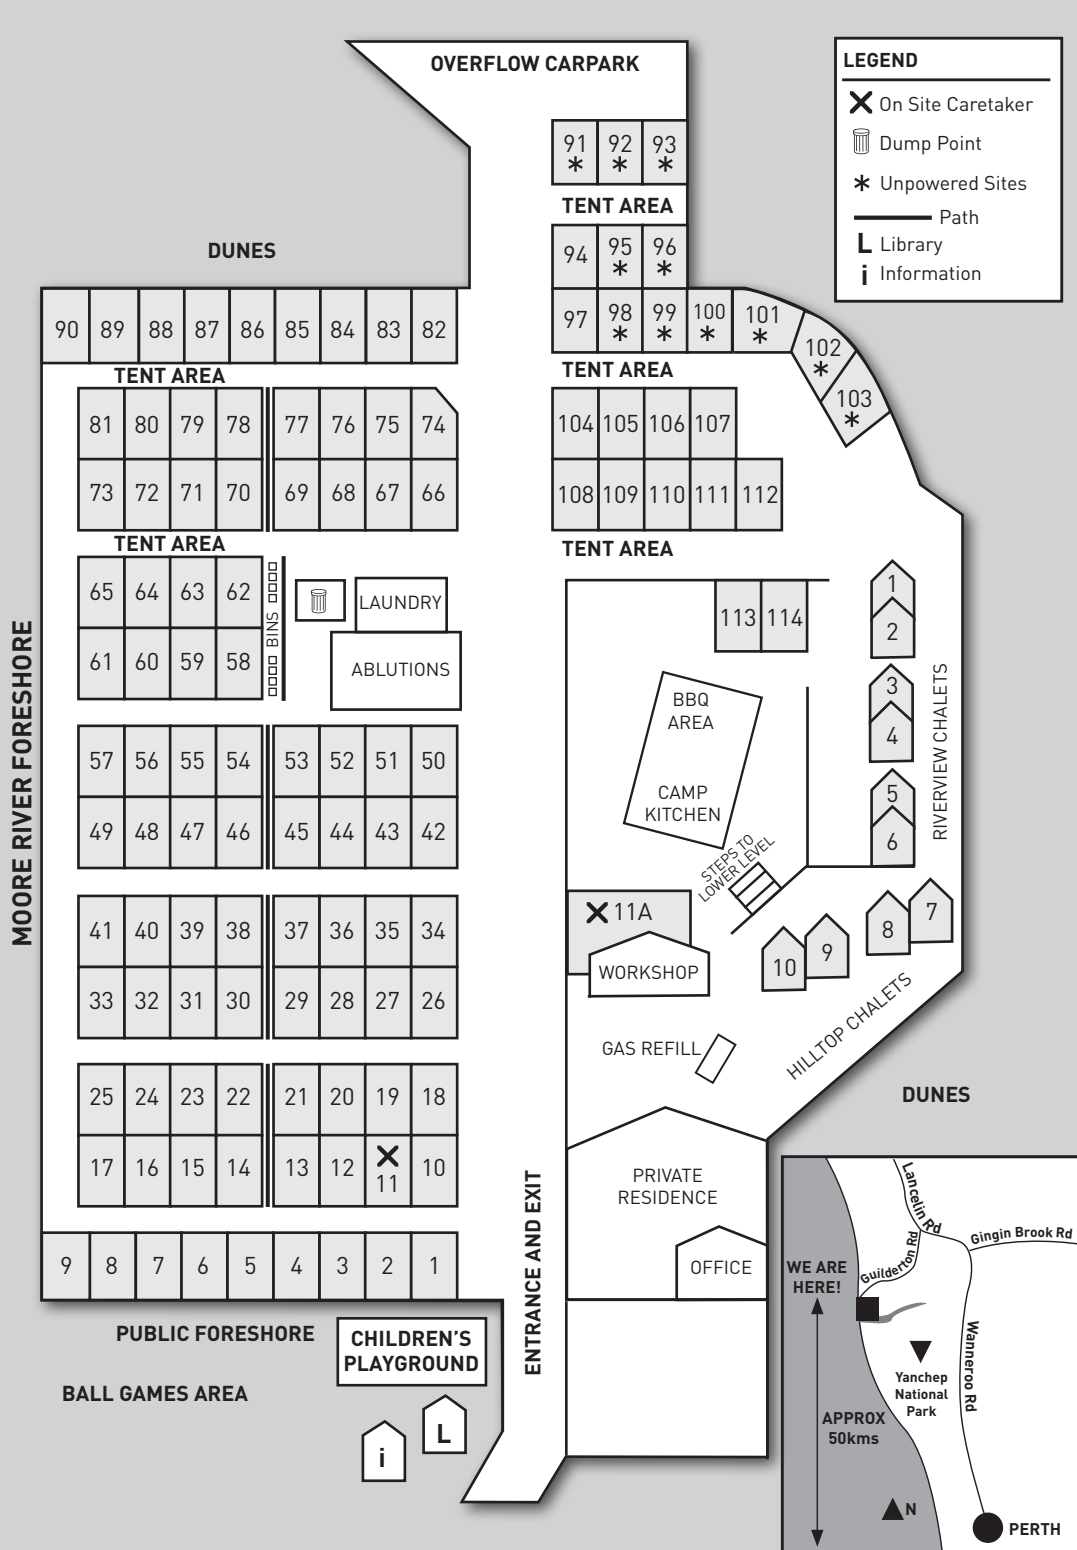 OVERFLOW CARPARK
LEGEND
On Site Caretaker
Dump Point
* Unpowered Sites
Path
L Library
i Information
91 92 93
* * *
TENT AREA
94 95 96
* *
DUNES
90 89 88 87 86 85 84 83 82
97 98 99 100 101
* * * *
102
*
103
*
TENT AREA
TENT AREA
81 80 79 78 77 76 75 74
104 105 106 107
73 72 71 70 69 68 67 66
108 109 110 111 112
TENT AREA
TENT AREA
65 64 63 62
BINS
LAUNDRY
61 60 59 58
ABLUTIONS
113 114
1
2
3
4
5
6
RIVERVIEW CHALETS
MOORE RIVER FORESHORE
BBQ
AREA
CAMP
KITCHEN
STEPS TO
LOWER LEVEL
57 56 55 54 53 52 51 50
49 48 47 46 45 44 43 42
41 40 39 38 37 36 35 34
33 32 31 30 29 28 27 26
11A
WORKSHOP
7
8
9
10
HILLTOP CHALETS
GAS REFILL
DUNES
25 24 23 22 21 20 19 18
17 16 15 14 13 12 11 10
9 8 7 6 5 4 3 2 1
ENTRANCE AND EXIT
PRIVATE
RESIDENCE
OFFICE
PUBLIC FORESHORE
CHILDREN'S
PLAYGROUND
BALL GAMES AREA
L
i
Lancelin Rd
Gingin Brook Rd
Guilderton Rd
WE ARE
HERE!
Wanneroo Rd
Yanchep
National
Park
APPROX
50kms
N
PERTH